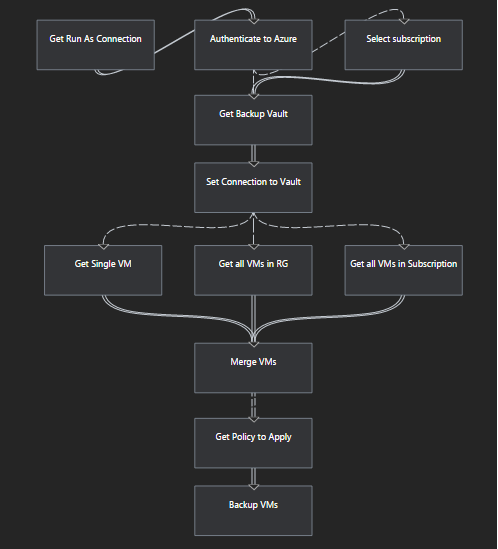 Get Run As Connection
Authenticate to Azure
Select subscription
Get Backup Vault
Set Connection to Vault
Get Single VM
Get all VMs in RG
Get all VMs in Subscription
Merge VMs
Get Policy to Apply
Backup VMs